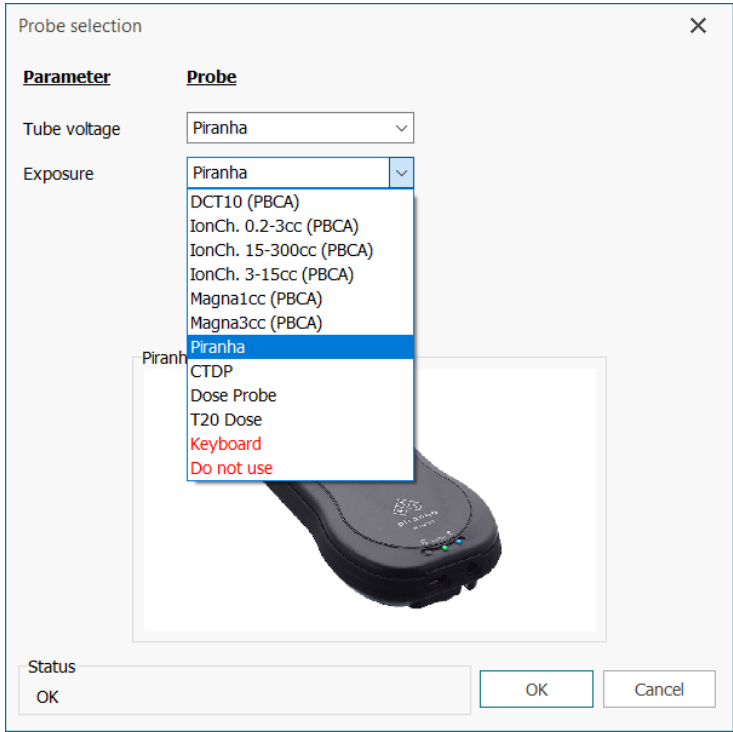 Probe selection
Parameter Probe
Tube voltage Piranha
Exposure Piranha
DCT10 (PBCA)
IonCh. 0.2-3cc (PBCA)
IonCh. 15-300cc (PBCA)
IonCh. 3-15cc (PBCA)
Magna1cc (PBCA)
Magna3cc (PBCA)
Piranha
CTDP
Dose Probe
T20 Dose
Keyboard
Do not use
Piranh
piranha
Status
OK
OK Cancel